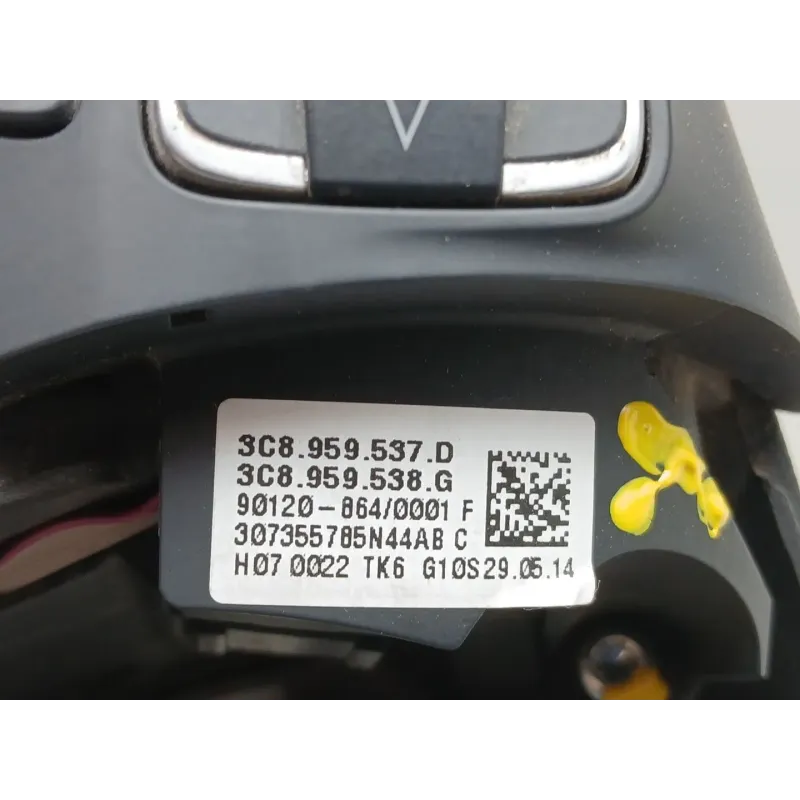 3C8.959.537.D
3C8.959.538.G
90120-864/0001 F
307355785N44AB C
H07 0022 TK6 G10S29.05.14